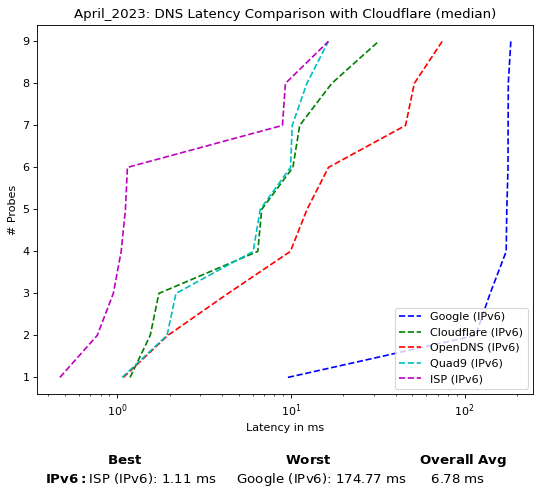 April_2023: DNS Latency Comparison with Cloudflare (median)
# Probes
9
8
7
6
5
4
3
2
1
Google (IPv6)
Cloudflare (IPv6)
OpenDNS (IPv6)
Quad9 (IPv6)
ISP (IPv6)
10⁰ 10¹ 10²
Latency in ms
Best Worst Overall Avg
IPv6: ISP (IPv6): 1.11 ms Google (IPv6): 174.77 ms 6.78 ms